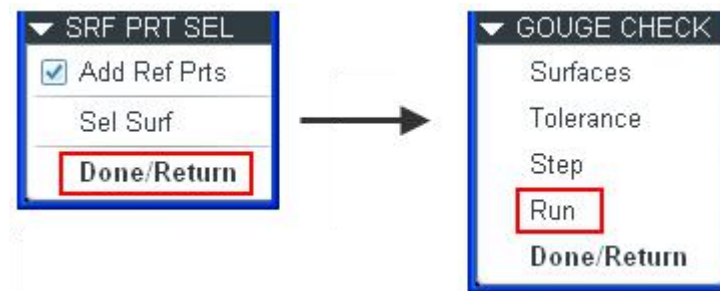 SRF PRT SEL
Add Ref Prts
Sel Surf
Done/Return
GOUGE CHECK
Surfaces
Tolerance
Step
Run
Done/Return